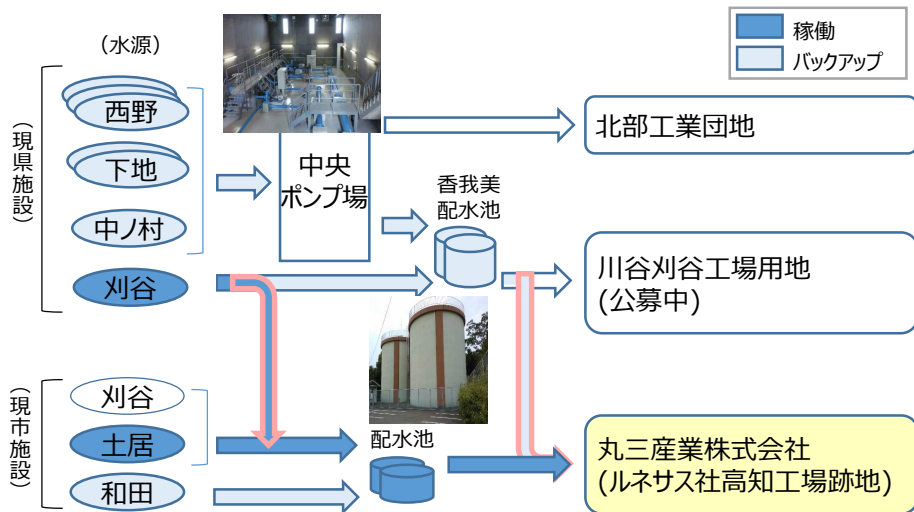 (水源)
稼働
バックアップ
(現県施設)
西野
下地
中ノ村
刈谷
中央
ポンプ場
香我美
配水池
北部工業団地
川谷刈谷工場用地
(公募中)
(現市施設)
刈谷
土居
和田
配水池
丸三産業株式会社
(ルネサス社高知工場跡地)